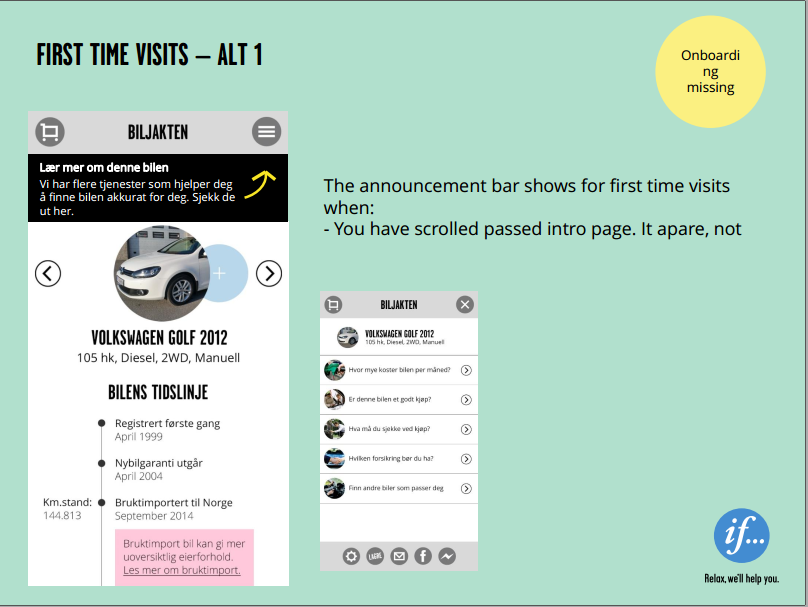 FIRST TIME VISITS – ALT 1
Onboardi
ng
missing
BILJAKTEN
Lær mer om denne bilen
Vi har flere tjenester som hjelper deg
å finne bilen akkurat for deg. Sjekk de
ut her.
VOLKSWAGEN GOLF 2012
105 hk, Diesel, 2WD, Manuell
BILENS TIDSLINJE
Registrert første gang
April 1999
Nybilgaranti utgår
April 2004
Km.stand:
144.813
Bruktimportert til Norge
September 2014
Bruktimport bil kan gi mer
uoversiktlig eierforhold.
Les mer om bruktimport.
The announcement bar shows for first time visits
when:
- You have scrolled passed intro page. It apare, not
BILJAKTEN
VOLKSWAGEN GOLF 2012
105 hk, Diesel, 2WD, Manuell
Hvor mye koster bilen per måned?
Er denne bilen et godt kjøp?
Hva må du sjekke ved kjøp?
Hvilken forsikring bør du ha?
Finn andre biler som passer deg
LAGRE
if...
Relax, we'll help you.